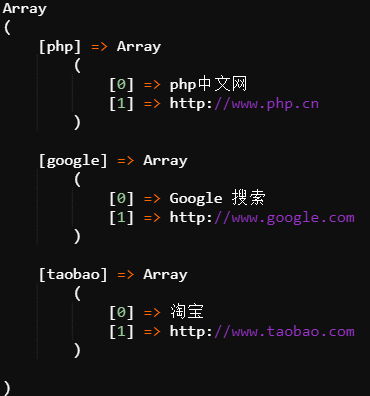 Array
(
    [php] => Array
        (
            [0] => php中文网
            [1] => http://www.php.cn
        )

    [google] => Array
        (
            [0] => Google 搜索
            [1] => http://www.google.com
        )

    [taobao] => Array
        (
            [0] => 淘宝
            [1] => http://www.taobao.com
        )

)